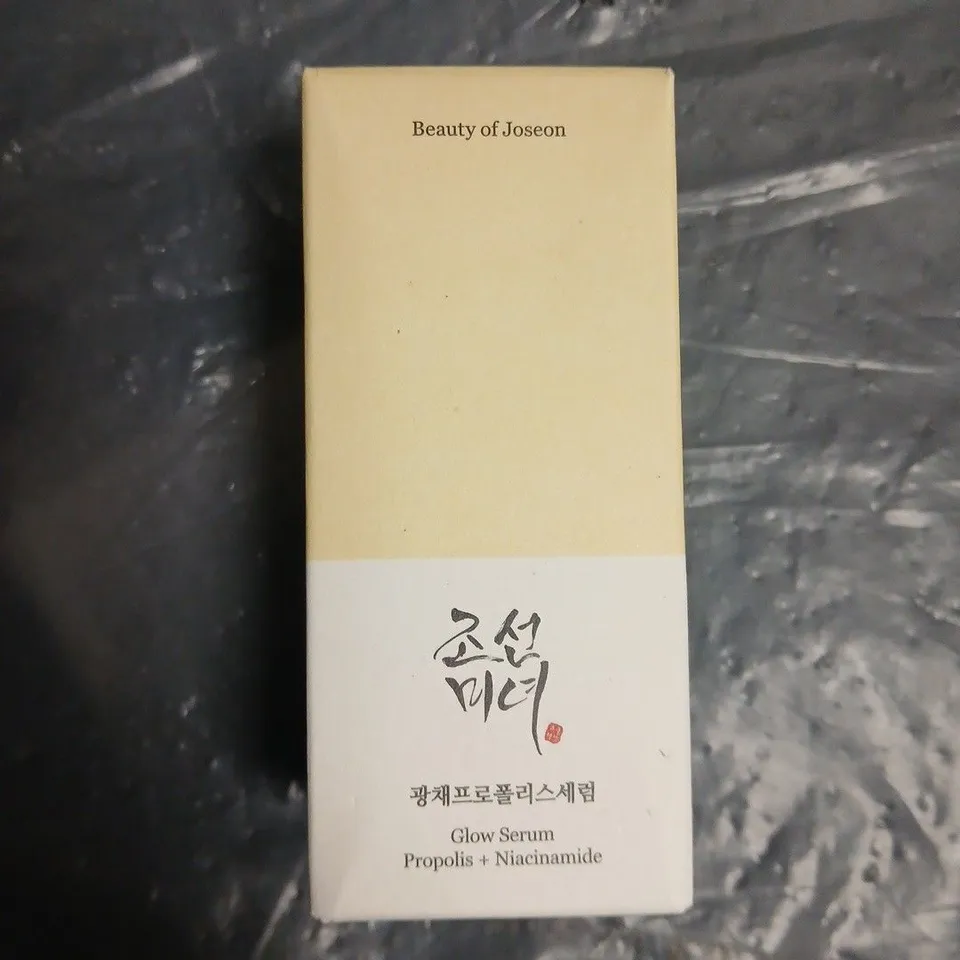 Beauty of Joseon
조선
미녀
광채프로폴리스세럼
Glow Serum
Propolis + Niacinamide